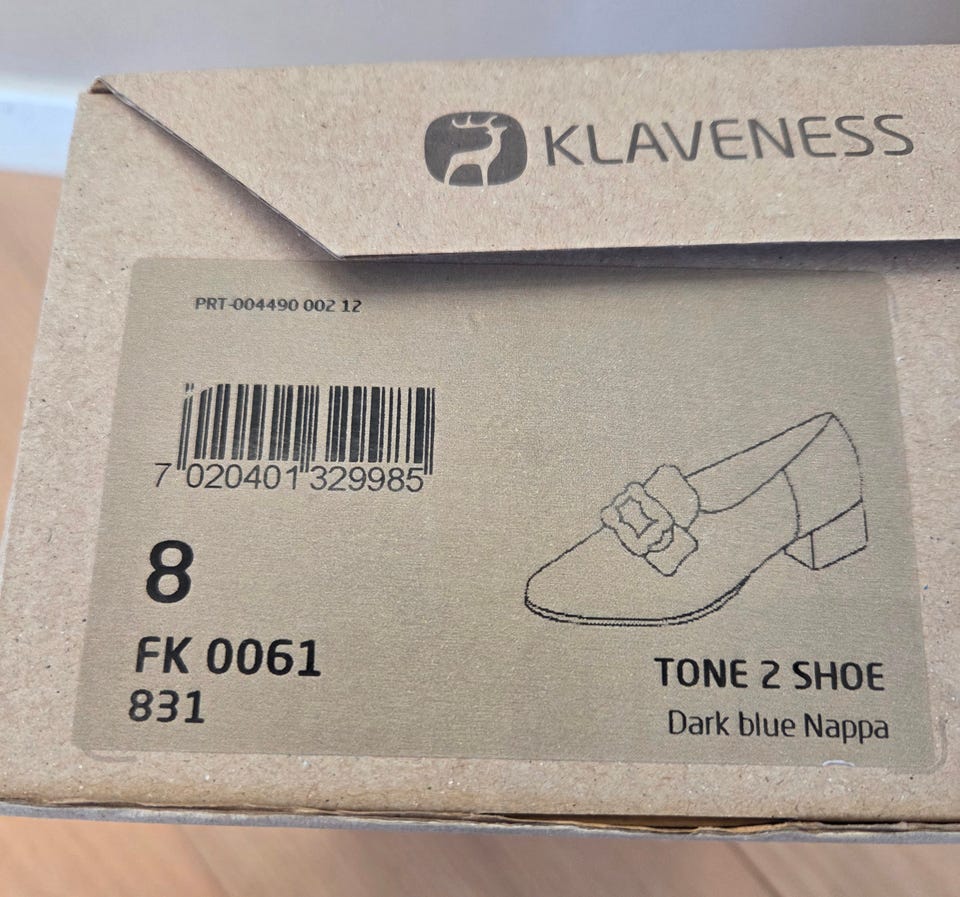 KLAVENESS
PRT-004490 002 12
7 020401 329985
8
FK 0061
831
TONE 2 SHOE
Dark blue Nappa